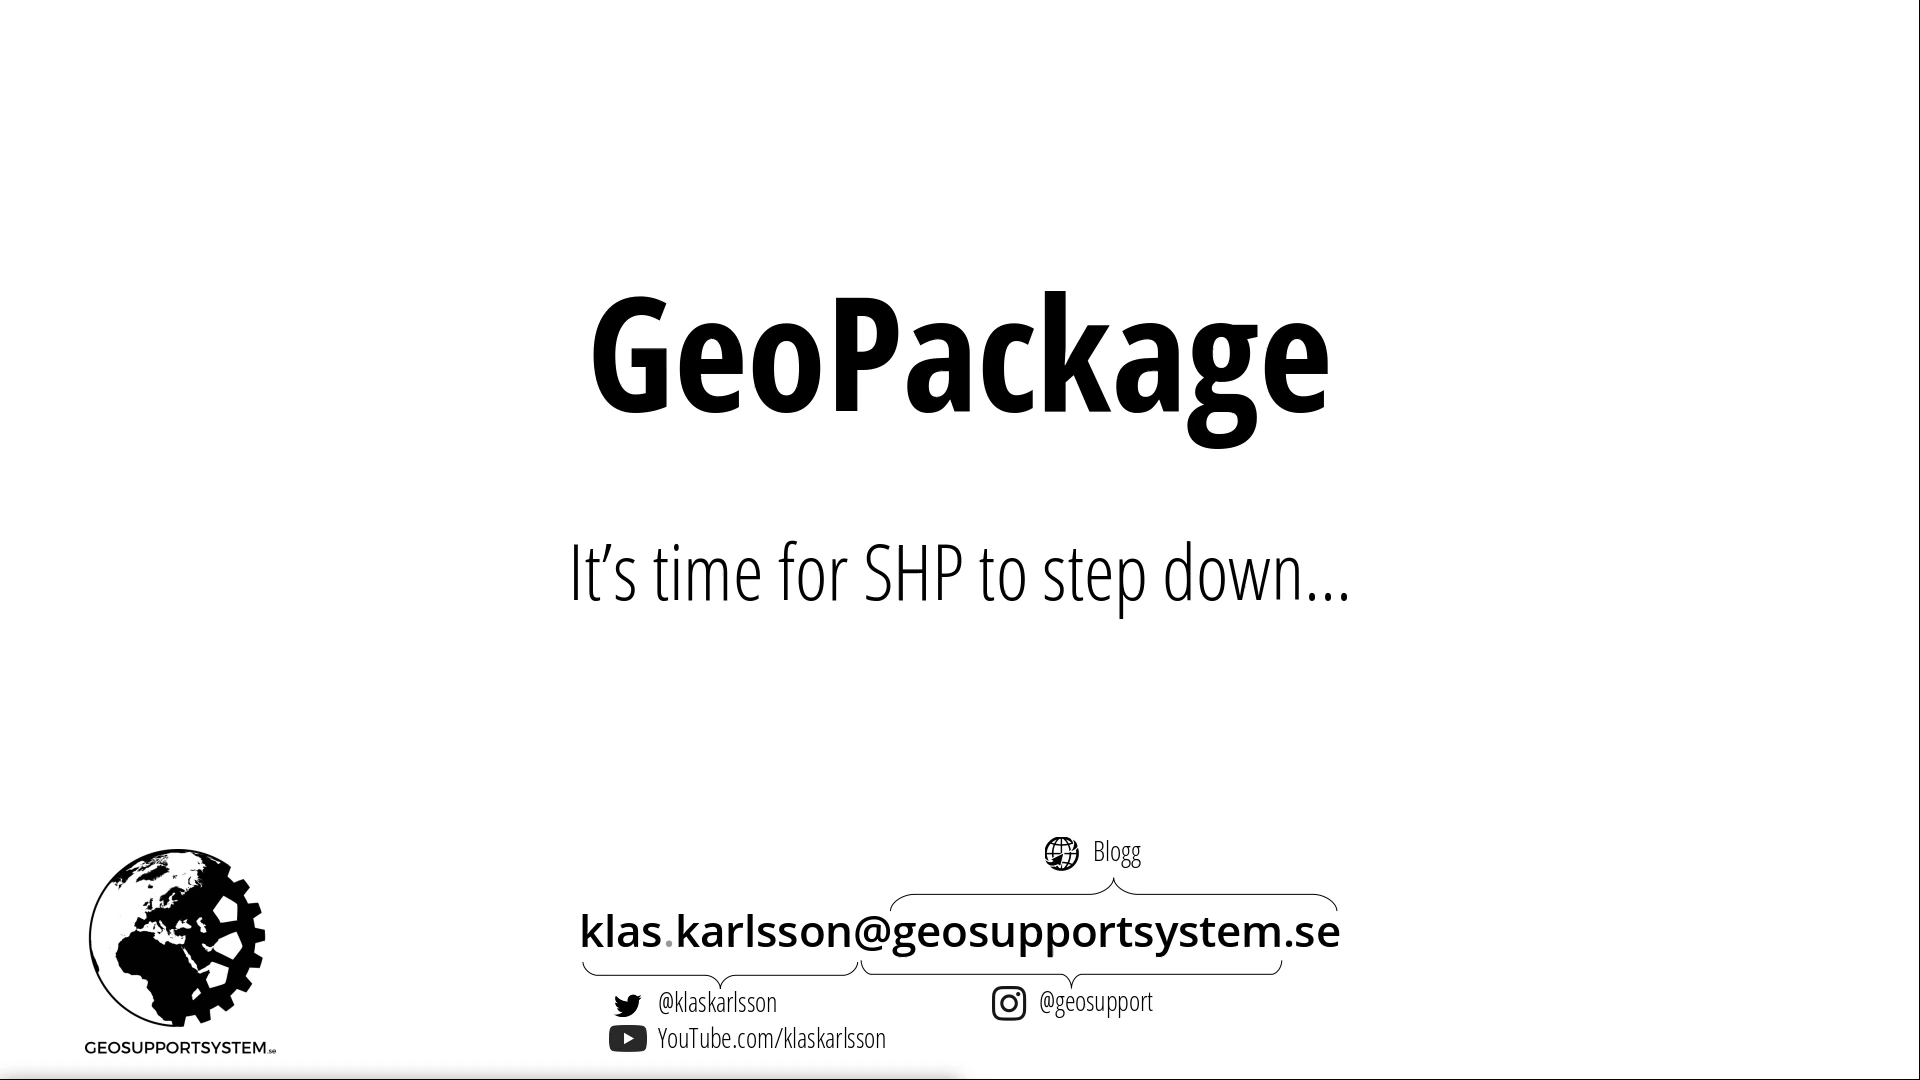 GeoPackage
It’s time for SHP to step down...
Blogg
klas.karlsson@geosupportsystem.se
@klaskarlsson
@geosupport
YouTube.com/klaskarlsson
GEOSUPPORTSYSTEM.se